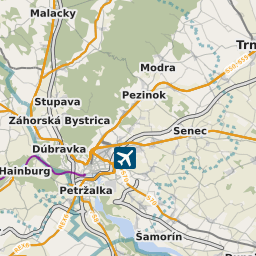 Malacky
Modra
Trn
Pezinok
Stupava
Záhorská Bystrica
Senec
Dúbravka
Hainburg
Petržalka
Šamorín